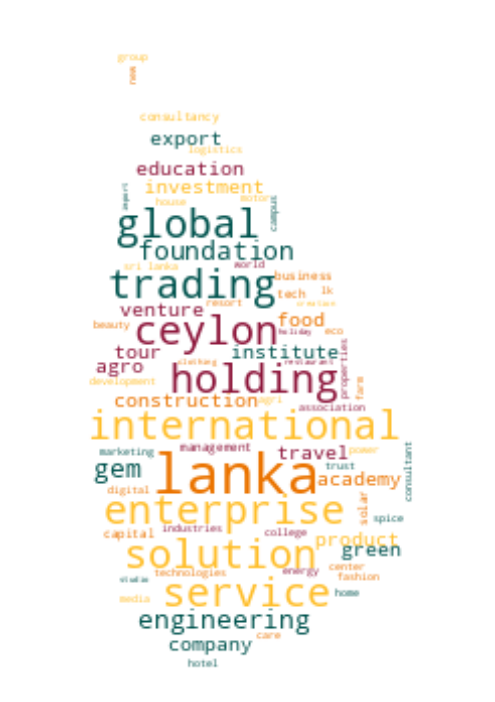 group
new
consultancy
export
logistics
education
import
investment
house
motor
campus
global
foundation
sri lanka
world
trading
business
tech
lk
resort
creative
venture
food
beauty
ceylon
holiday
eco
tour
institute
properties
agro
clothing
restaurant
holding
development
farm
construction
agri
association
international
marketing
management
travel
power
consultant
gem
lanka
trust
academy
digital
solar
enterprise
spice
capital
industries
college
product
solution
green
technologies
energy
center
fashion
service
home
media
engineering
care
company
hotel